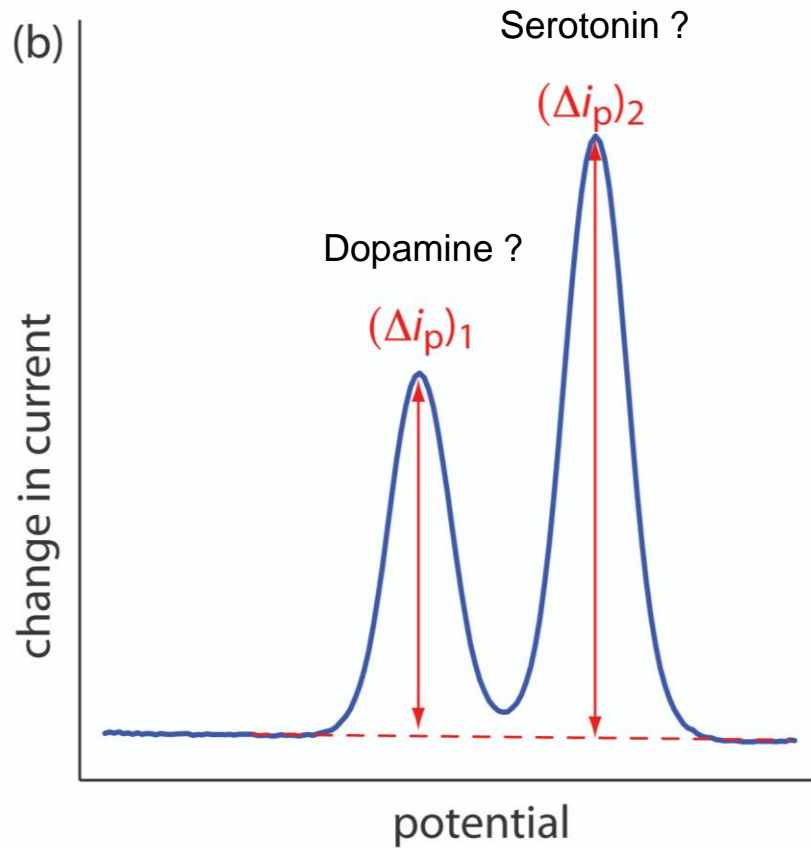 (b)
Serotonin ?
(Δip)2
Dopamine ?
(Δip)1
change in current
potential